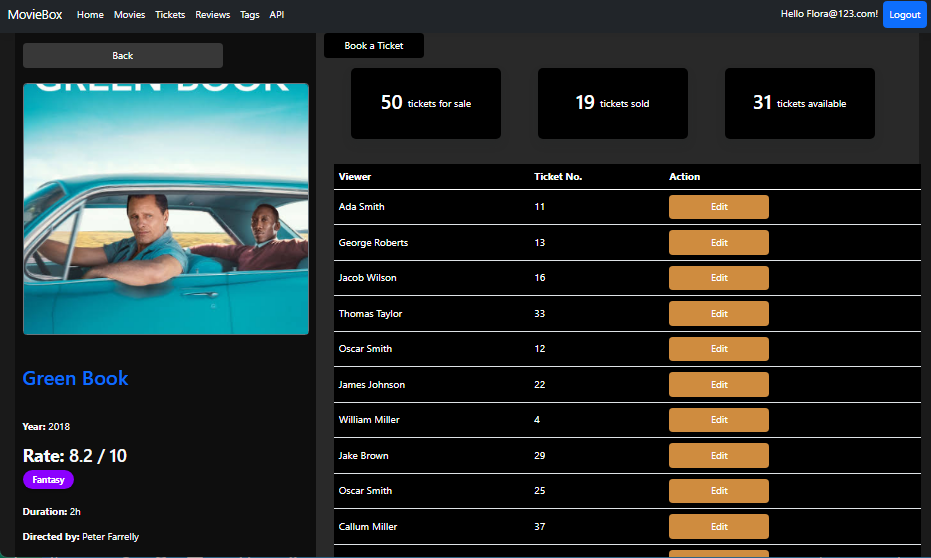 MovieBox Home Movies Tickets Reviews Tags API Hello Flora@123.com! Logout
Back
GREEN BOOK
Green Book
Year: 2018
Rate: 8.2 / 10
Fantasy
Duration: 2h
Directed by: Peter Farrelly
Book a Ticket
50 tickets for sale
19 tickets sold
31 tickets available
Viewer Ticket No. Action
Ada Smith 11 Edit
George Roberts 13 Edit
Jacob Wilson 16 Edit
Thomas Taylor 33 Edit
Oscar Smith 12 Edit
James Johnson 22 Edit
William Miller 4 Edit
Jake Brown 29 Edit
Oscar Smith 25 Edit
Callum Miller 37 Edit